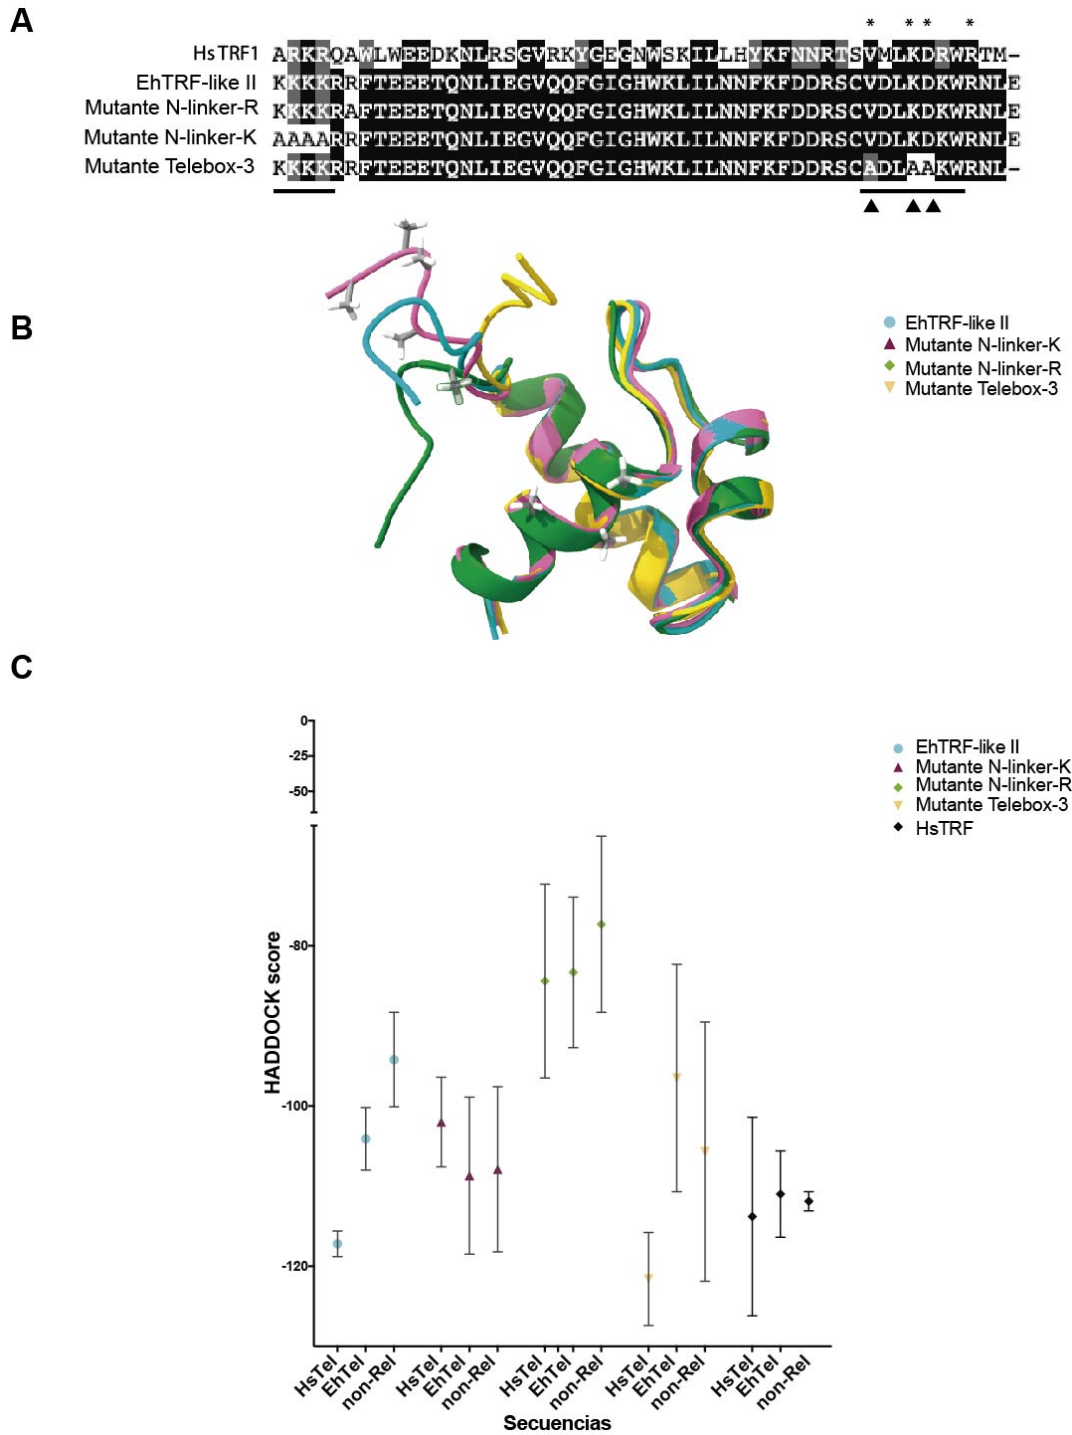 A
* * * *
HsTRF1 ARKRQAWLWEEDKNLRSGVRKYGEGNWSKILLHYKFNNRTSVMLKDRWRTM-
EhTRF-like II KKKKRRFTEEETQNLIEGVQQFGIGHWKLILNNFKFDDRSCVDLKDKWRNLE
Mutante N-linker-R KKKKRAFTEEETQNLIEGVQQFGIGHWKLILNNFKFDDRSCVDLKDKWRNLE
Mutante N-linker-K AAAARRFTEEETQNLIEGVQQFGIGHWKLILNNFKFDDRSCVDLKDKWRNLE
Mutante Telebox-3 KKKKRRFTEEETQNLIEGVQQFGIGHWKLILNNFKFDDRSCADLAAKWRNL-
B
EhTRF-like II
Mutante N-linker-K
Mutante N-linker-R
Mutante Telebox-3
C
EhTRF-like II
Mutante N-linker-K
Mutante N-linker-R
Mutante Telebox-3
HsTRF
HADDOCK score
0
-25
-50
-80
-100
-120
HsTel EhTel non-Rel HsTel EhTel non-Rel HsTel EhTel non-Rel HsTel EhTel non-Rel HsTel EhTel non-Rel
Secuencias